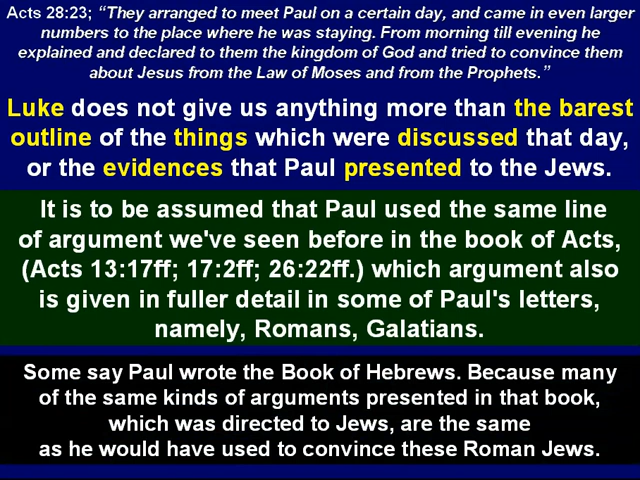 Acts 28:23; “They arranged to meet Paul on a certain day, and came in even larger
numbers to the place where he was staying. From morning till evening he
explained and declared to them the kingdom of God and tried to convince them
about Jesus from the Law of Moses and from the Prophets.”
Luke does not give us anything more than the barest
outline of the things which were discussed that day,
or the evidences that Paul presented to the Jews.
It is to be assumed that Paul used the same line
of argument we've seen before in the book of Acts,
(Acts 13:17ff; 17:2ff; 26:22ff.) which argument also
is given in fuller detail in some of Paul's letters,
namely, Romans, Galatians.
Some say Paul wrote the Book of Hebrews. Because many
of the same kinds of arguments presented in that book,
which was directed to Jews, are the same
as he would have used to convince these Roman Jews.